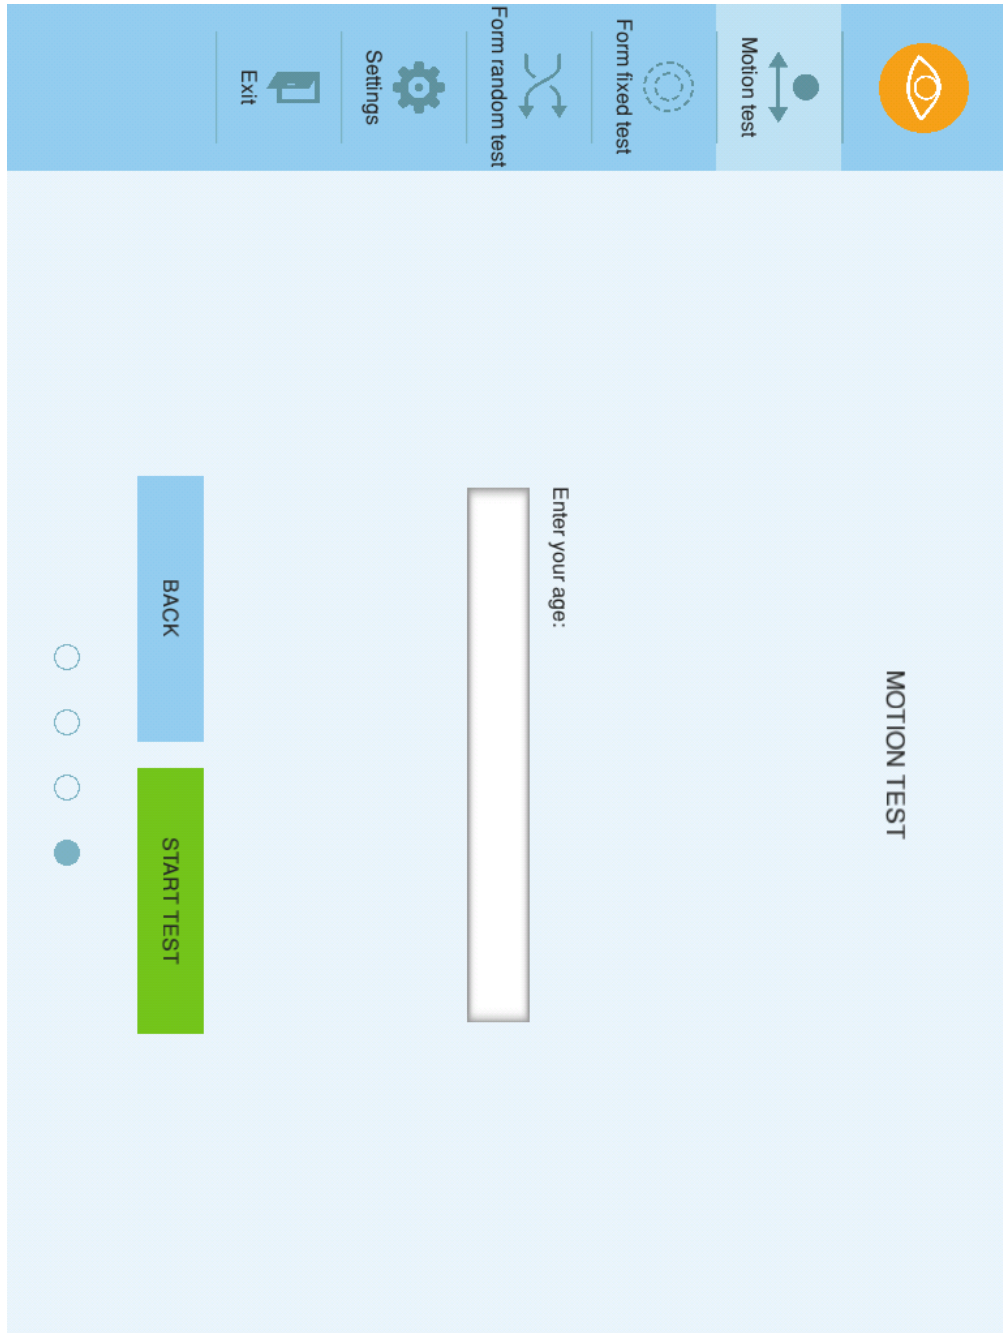 Motion test
Form fixed test
Form random test
Settings
Exit
MOTION TEST
Enter your age:
BACK
START TEST